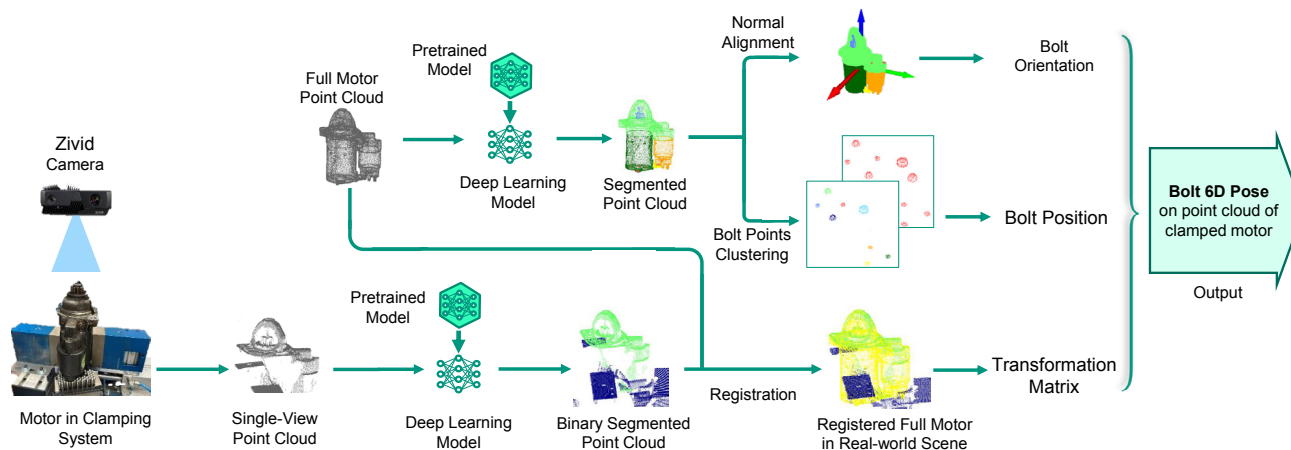 Zivid
Camera
Motor in Clamping
System
Single-View
Point Cloud
Full Motor
Point Cloud
Pretrained
Model
Deep Learning
Model
Segmented
Point Cloud
Normal
Alignment
Bolt
Orientation
Bolt Points
Clustering
Bolt Position
Pretrained
Model
Deep Learning
Model
Binary Segmented
Point Cloud
Registration
Registered Full Motor
in Real-world Scene
Transformation
Matrix
Bolt 6D Pose
on point cloud of
clamped motor
Output